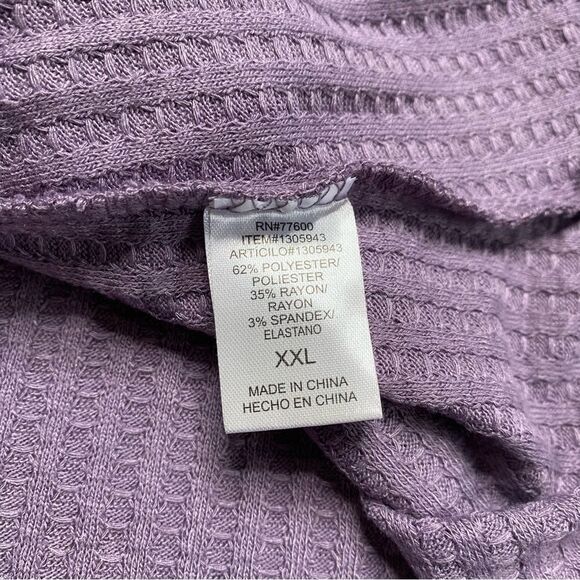 RN#77600
ITEM#1305943
ARTICILO#1305943
62% POLYESTER/
POLIESTER
35% RAYON/
RAYON
3% SPANDEX/
ELASTANO
XXL
MADE IN CHINA
HECHO EN CHINA